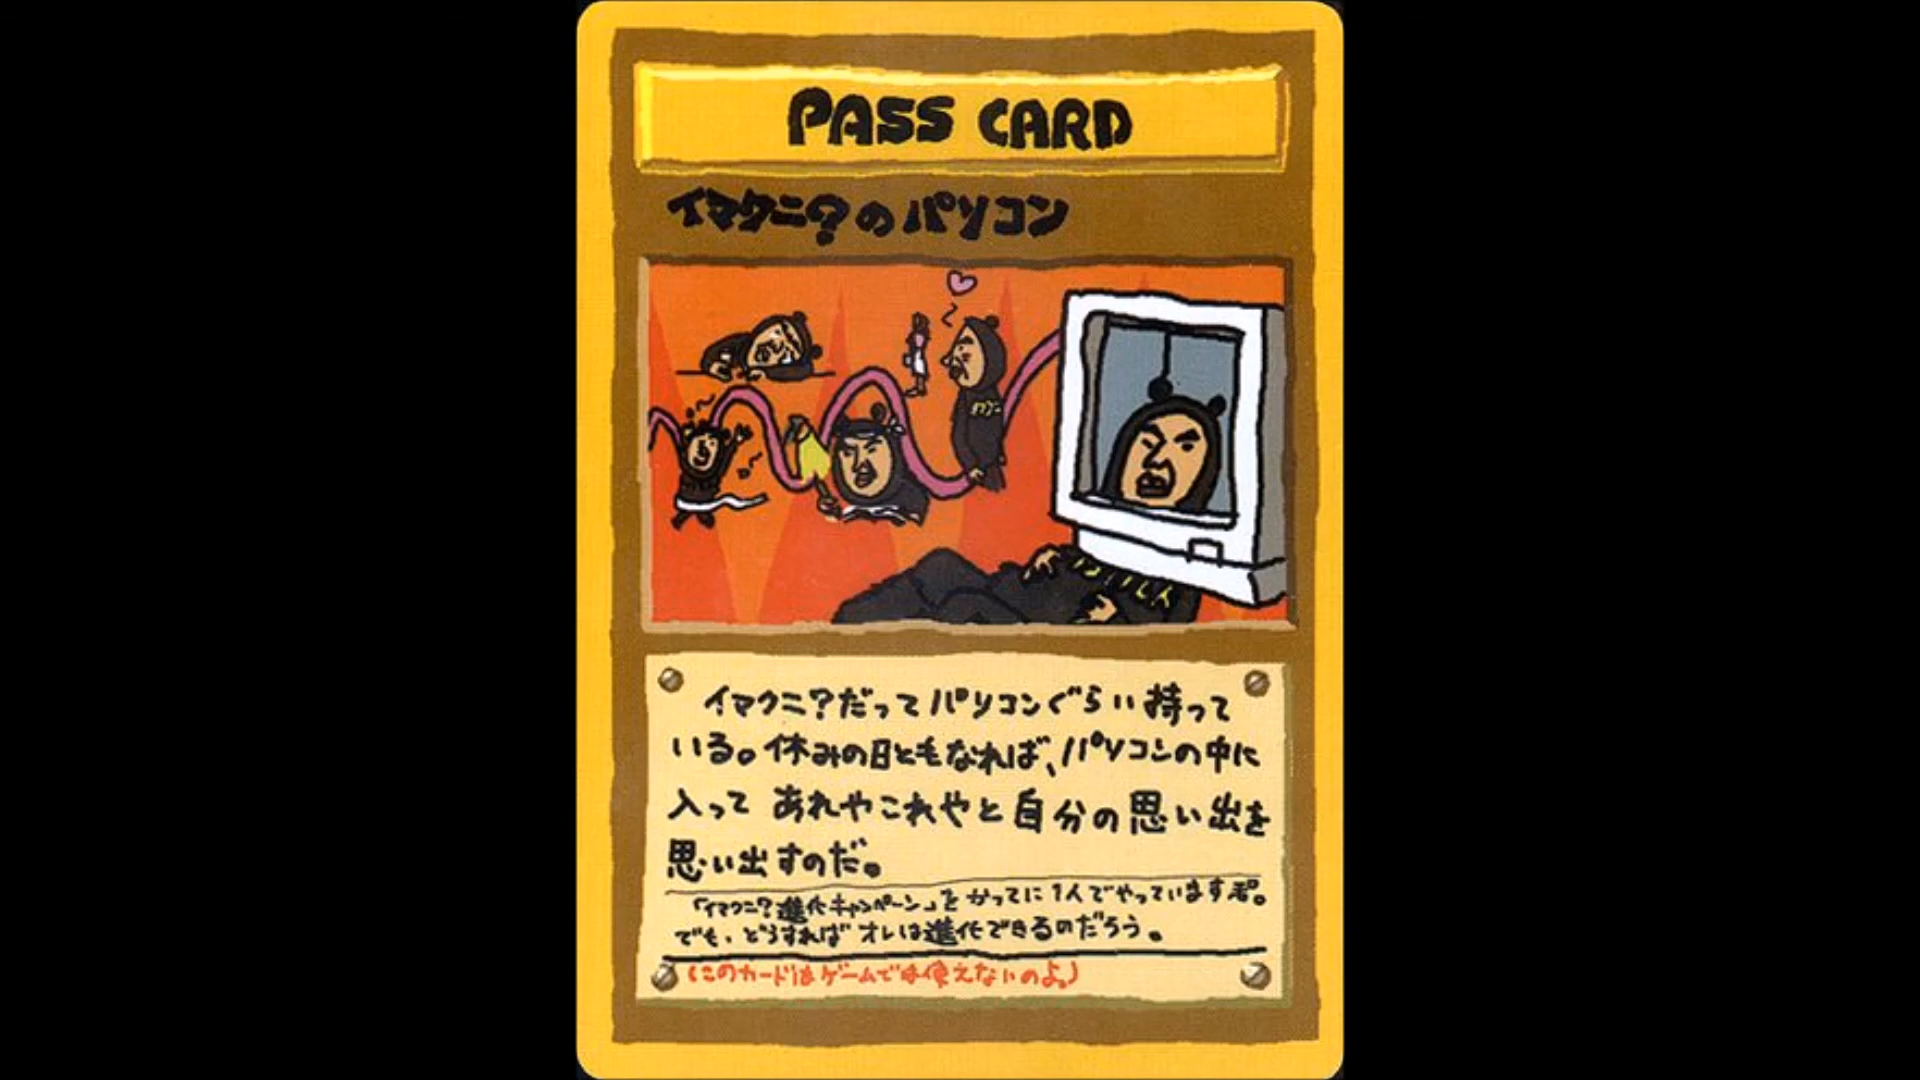 PASS CARD
イマクニ?のパソコン
イマクニ?だってパソコンぐらい持って
いる。休みの日ともなれば、パソコンの中に
入って あれやこれやと自分の思い出を
思い出すのだ。
「イマクニ?進化キャンペーン」をかってに1人でやっていますぞ。
でも、どうすればオレは進化できるのだろう。
(このカードはゲームでは使えないのよ。)